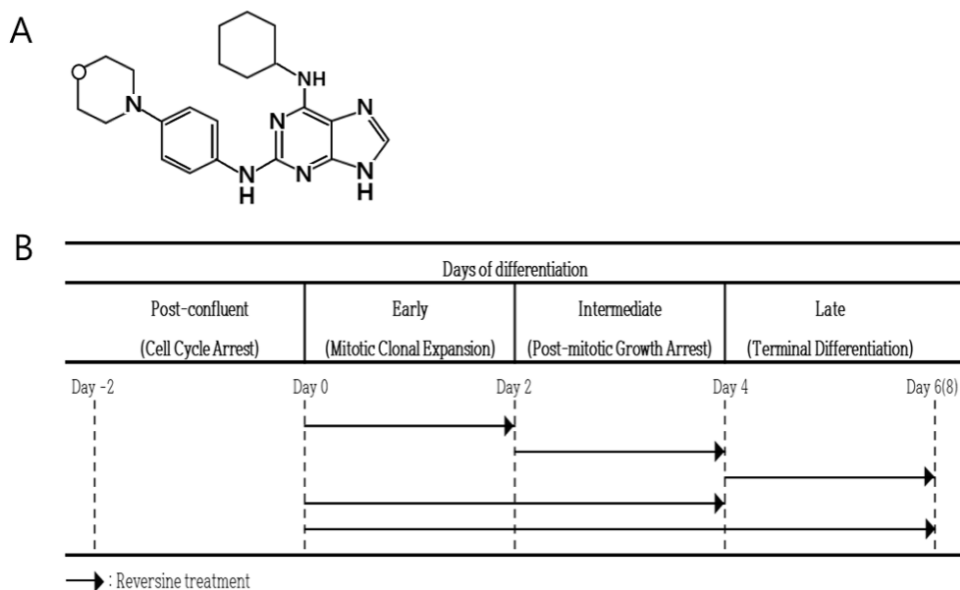 A
NH
O
N
N
N
N
H
N
N
H
B
Days of differentiation
Post-confluent Early Intermediate Late
(Cell Cycle Arrest) (Mitotic Clonal Expansion) (Post-mitotic Growth Arrest) (Terminal Differentiation)
Day -2 Day 0 Day 2 Day 4 Day 6(8)
: Reversine treatment